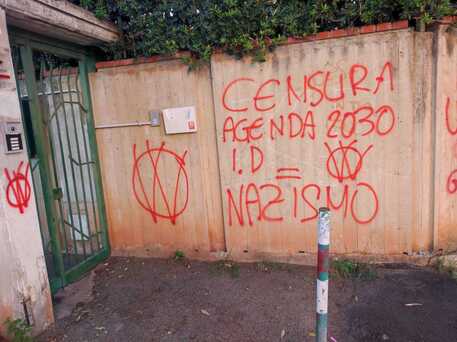 CENSURA
AGENDA 2030
I.D =
NAZISMO